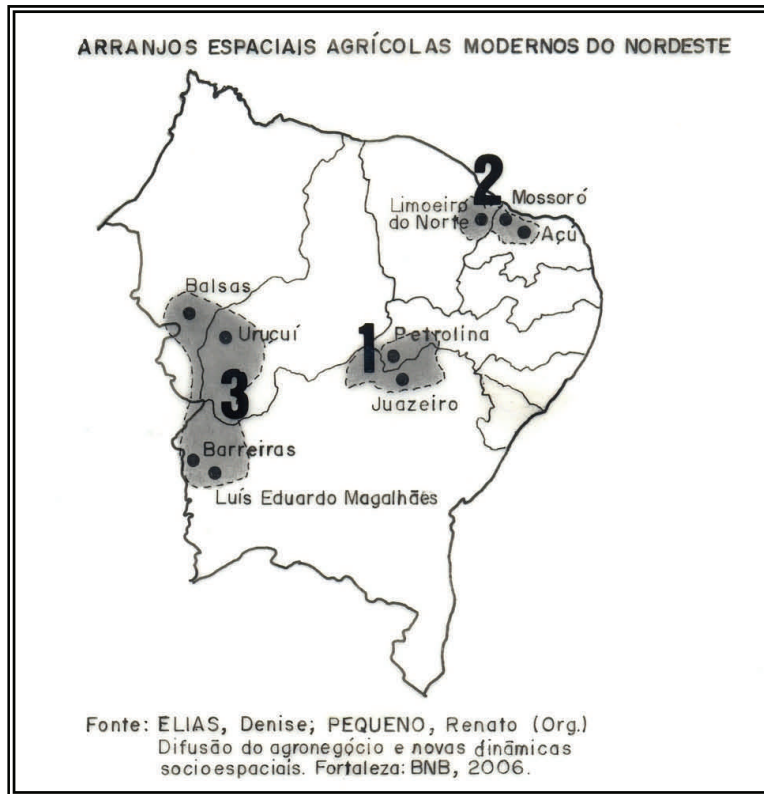 ARRANJOS ESPACIAIS AGRÍCOLAS MODERNOS DO NORDESTE
2
Limoeiro do Norte
Mossoró
Açú
Balsas
Uruçuí
1
Petrolina
Juazeiro
3
Barreiras
Luís Eduardo Magalhães
Fonte: ELIAS, Denise; PEQUENO, Renato (Org.)
Difusão do agronegócio e novas dinâmicas
socioespaciais. Fortaleza: BNB, 2006.